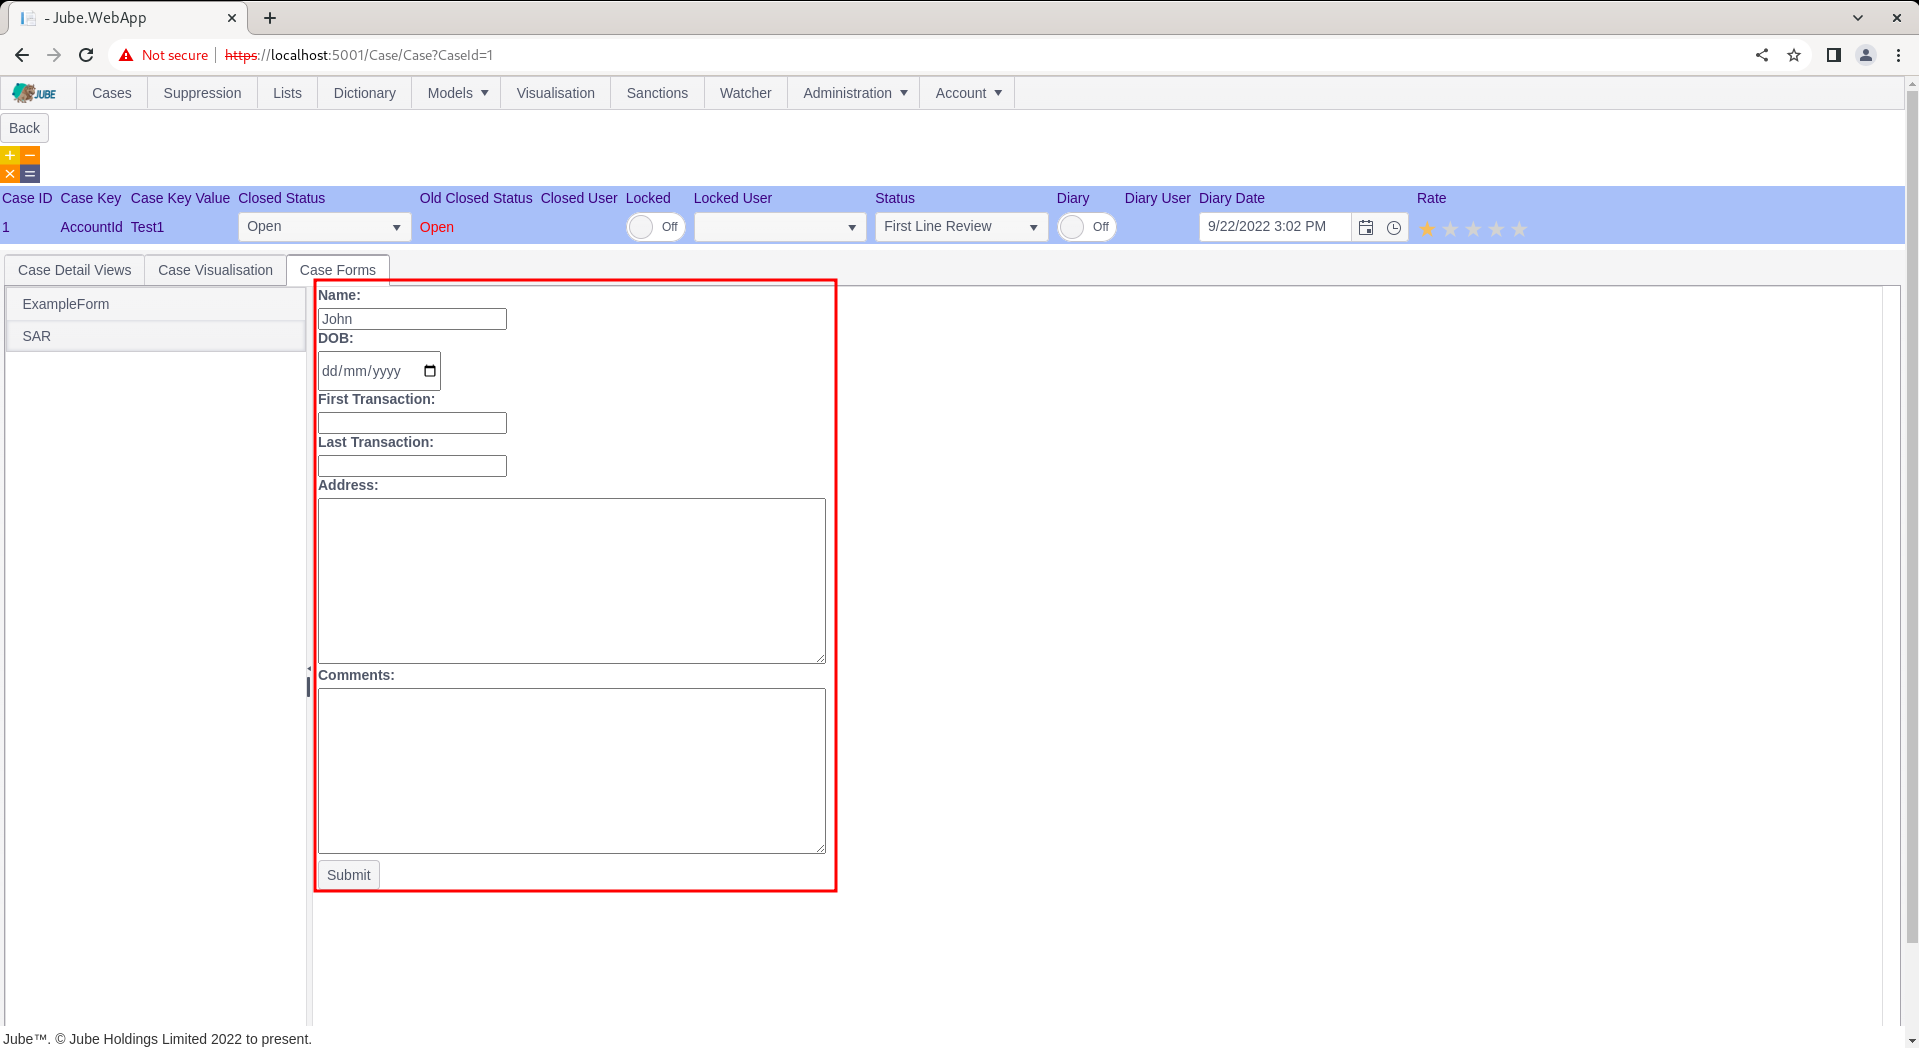 - Jube.WebApp
Not secure https://localhost:5001/Case/Case?CaseId=1
JUBE Cases Suppression Lists Dictionary Models Visualisation Sanctions Watcher Administration Account
Back
Case ID Case Key Case Key Value Closed Status Old Closed Status Closed User Locked Locked User Status Diary Diary User Diary Date Rate
1 AccountId Test1 Open Open Off First Line Review Off 9/22/2022 3:02 PM
Case Detail Views Case Visualisation Case Forms
ExampleForm
SAR
Name:
John
DOB:
dd/mm/yyyy
First Transaction:
Last Transaction:
Address:
Comments:
Submit
Jube™. © Jube Holdings Limited 2022 to present.